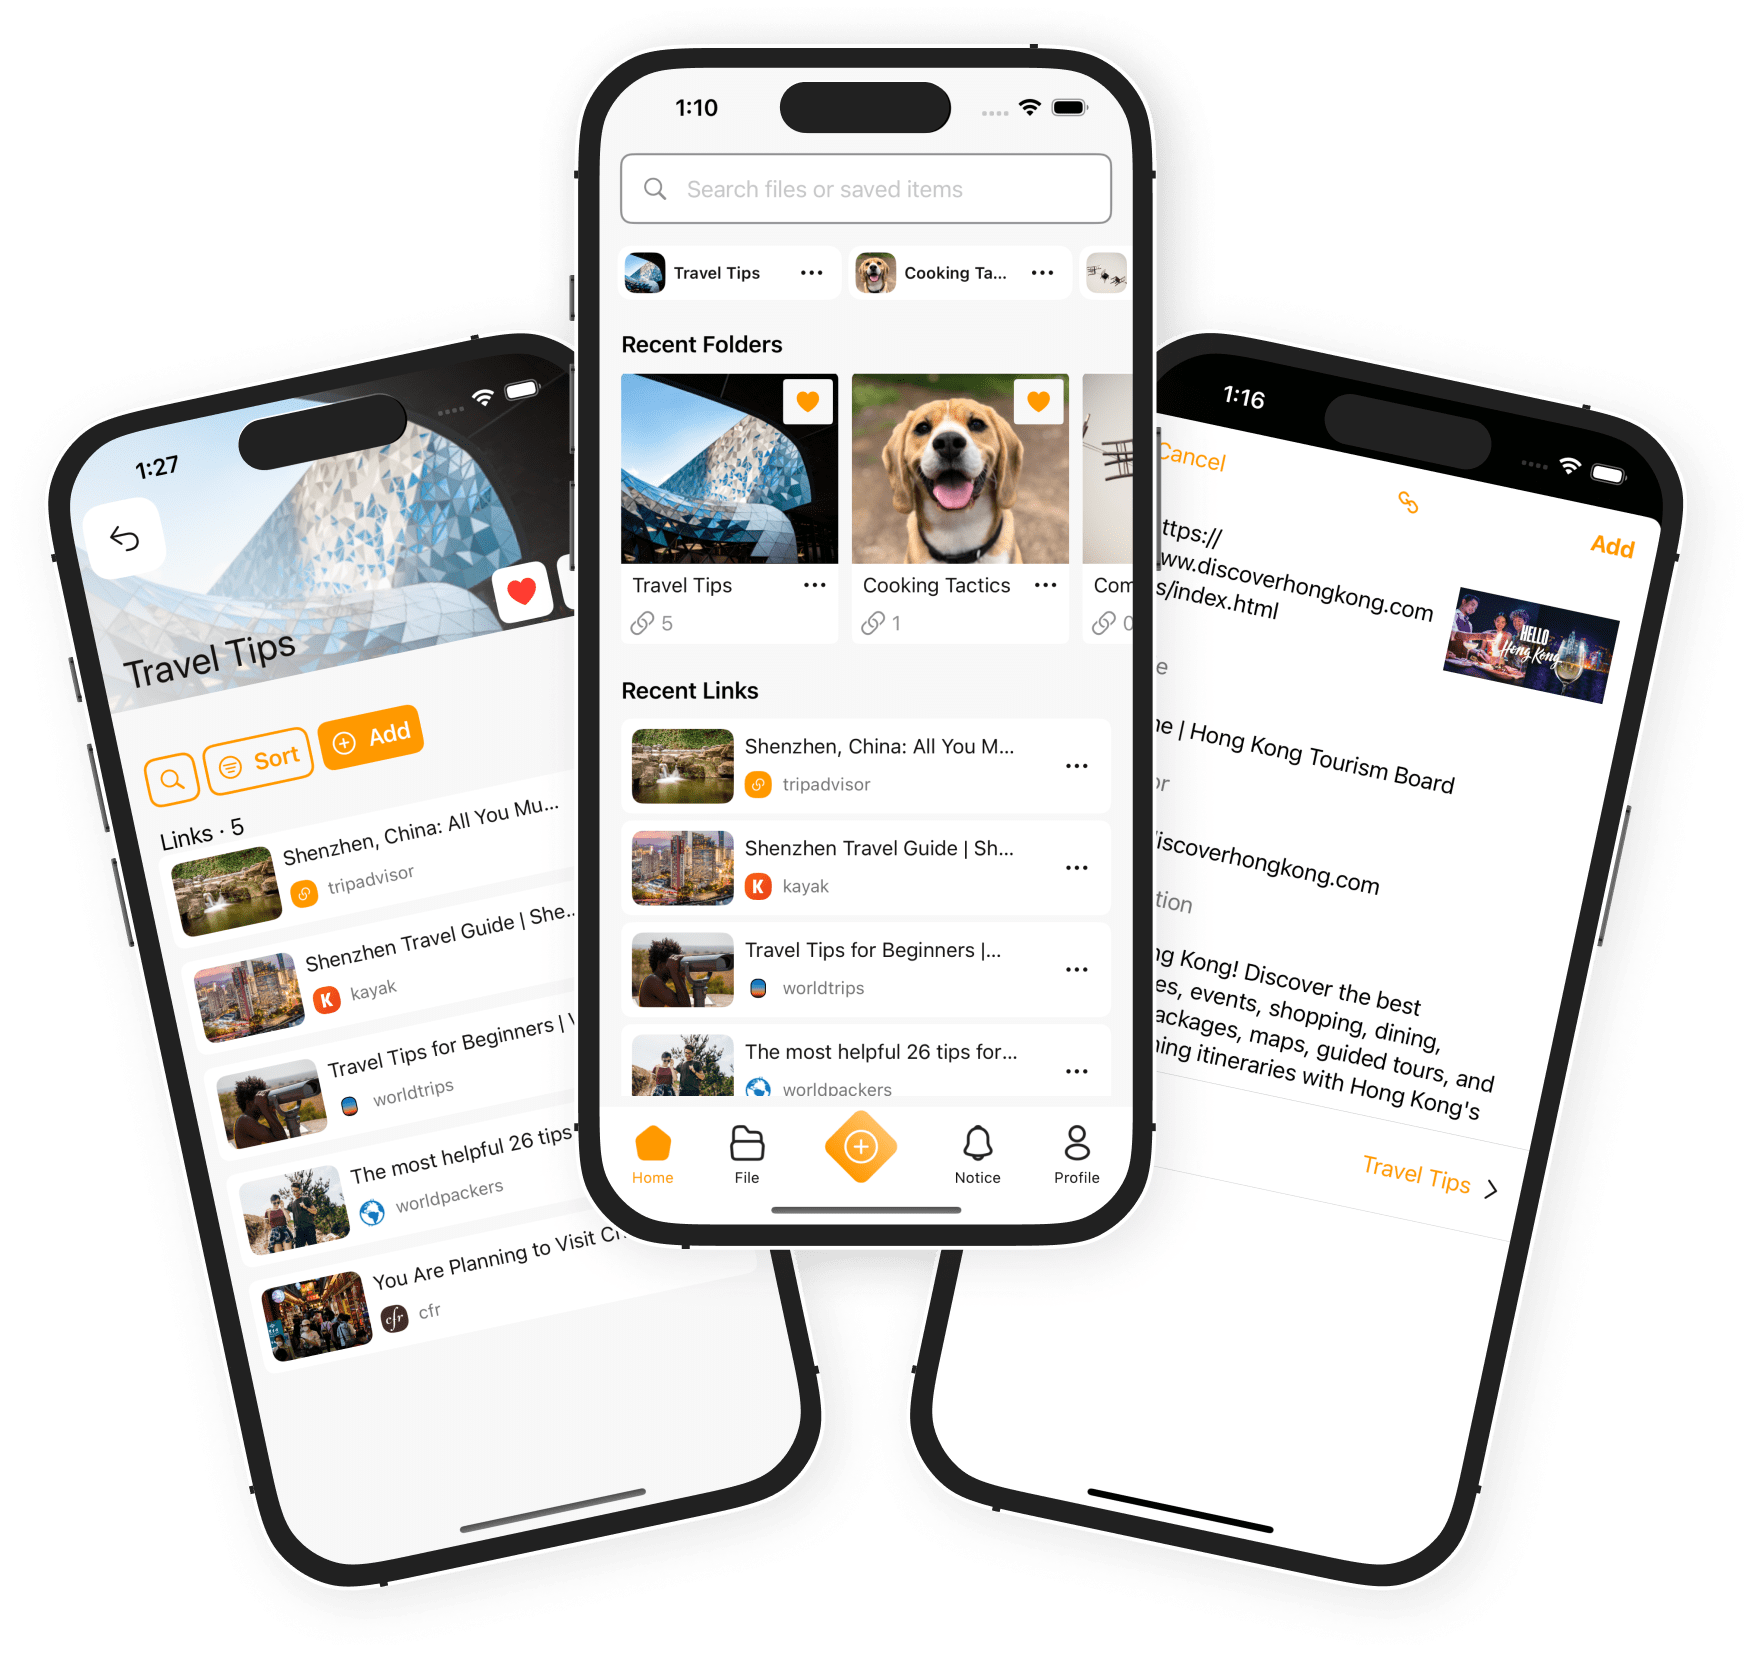 1:27
Travel Tips
Sort
Add
Links · 5
Shenzhen, China: All You Mu...
tripadvisor
Shenzhen Travel Guide | She...
kayak
Travel Tips for Beginners |
worldtrips
The most helpful 26 tips
worldpackers
You Are Planning to Visit
cfr
cfr
1:10
Search files or saved items
Travel Tips
Cooking Ta...
Recent Folders
Travel Tips
5
Cooking Tactics
1
Com
0
Recent Links
Shenzhen, China: All You M...
tripadvisor
Shenzhen Travel Guide | Sh...
K
kayak
Travel Tips for Beginners |...
worldtrips
The most helpful 26 tips for...
worldpackers
Home
File
Notice
Profile
1:16
Cancel
Add
ttps://
ww.discoverhongkong.com
s/index.html
HELLO
Hong Kong
e
ne | Hong Kong Tourism Board
or
discoverhongkong.com
tion
ng Kong! Discover the best
es, events, shopping, dining,
ackages, maps, guided tours, and
ning itineraries with Hong Kong's
Travel Tips